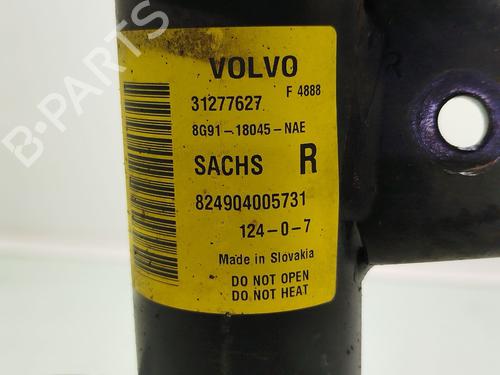 VOLVO
31277627 F 4888
8G91-18045-NAE
SACHS R
824904005731
124-0-7
Made in Slovakia
DO NOT OPEN
DO NOT HEAT
B-PARTS